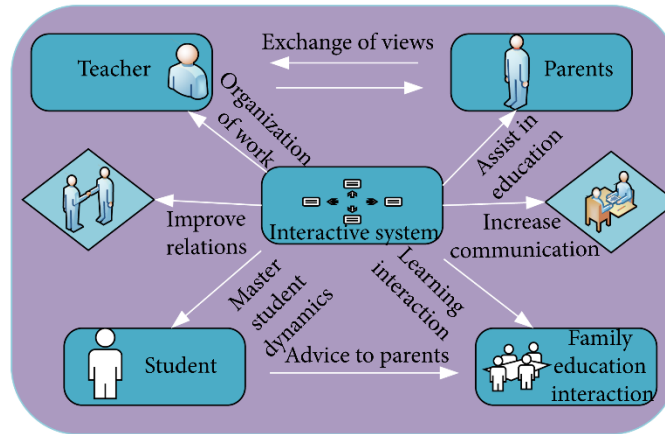 Exchange of views
Teacher
Parents
Organization
of work
Assist in
education
Improve
relations
Interactive system
Increase
communication
Master
student
dynamics
Learning
interaction
Student
Advice to parents
Family
education
interaction